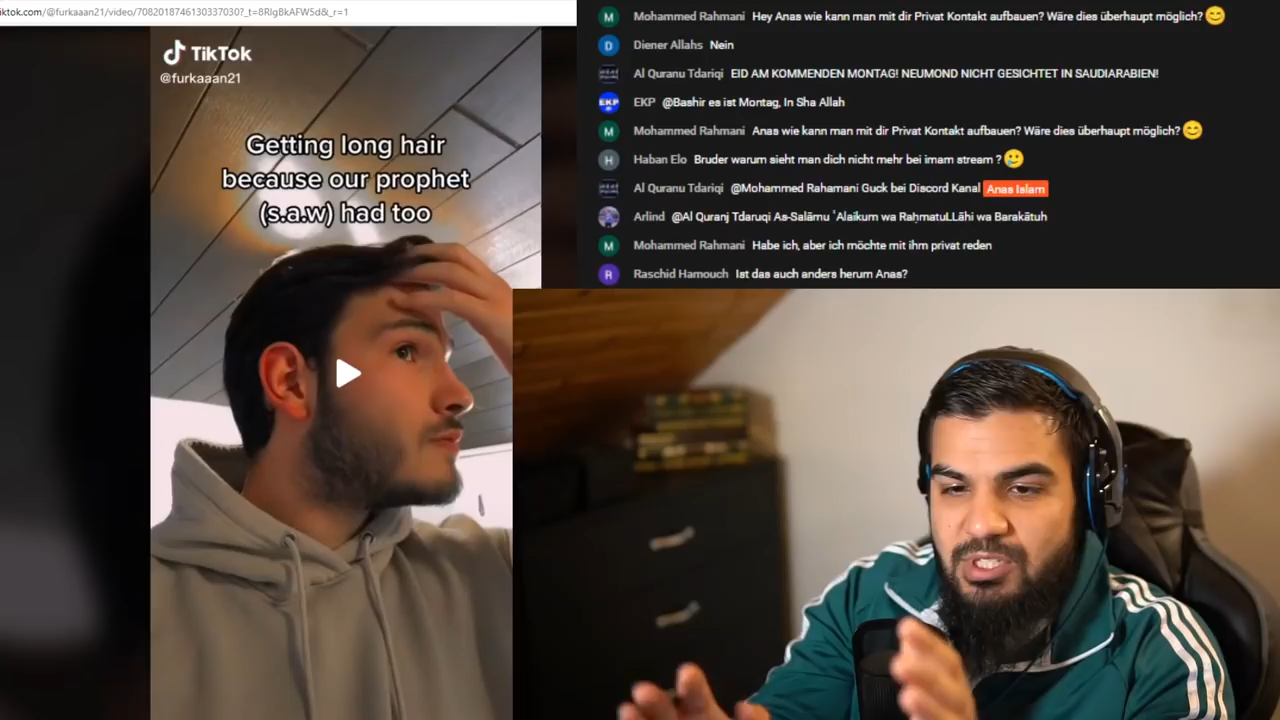 iktok.com/@furkaaan21/video/7082018746130337030?_t=8RlgBkAFW5d&_r=1
TikTok
@furkaaan21
Getting long hair
because our prophet
(s.a.w) had too
M Mohammed Rahmani Hey Anas wie kann man mit dir Privat Kontakt aufbauen? Wäre dies überhaupt möglich? 😊
D Diener Allahs Nein
Al Quranu Tdariqi EID AM KOMMENDEN MONTAG! NEUMOND NICHT GESICHTET IN SAUDIARABIEN!
EKP EKP @Bashir es ist Montag, In Sha Allah
M Mohammed Rahmani Anas wie kann man mit dir Privat Kontakt aufbauen? Wäre dies überhaupt möglich? 😊
H Haban Elo Bruder warum sieht man dich nicht mehr bei imam stream ? 🥲
Al Quranu Tdariqi @Mohammed Rahamani Guck bei Discord Kanal Anas Islam
Arlind @Al Quranj Tdaruqi As-Salāmu ʿAlaikum wa RaḥmatuLLāhi wa Barakātuh
M Mohammed Rahmani Habe ich, aber ich möchte mit ihm privat reden
R Raschid Hamouch Ist das auch anders herum Anas?